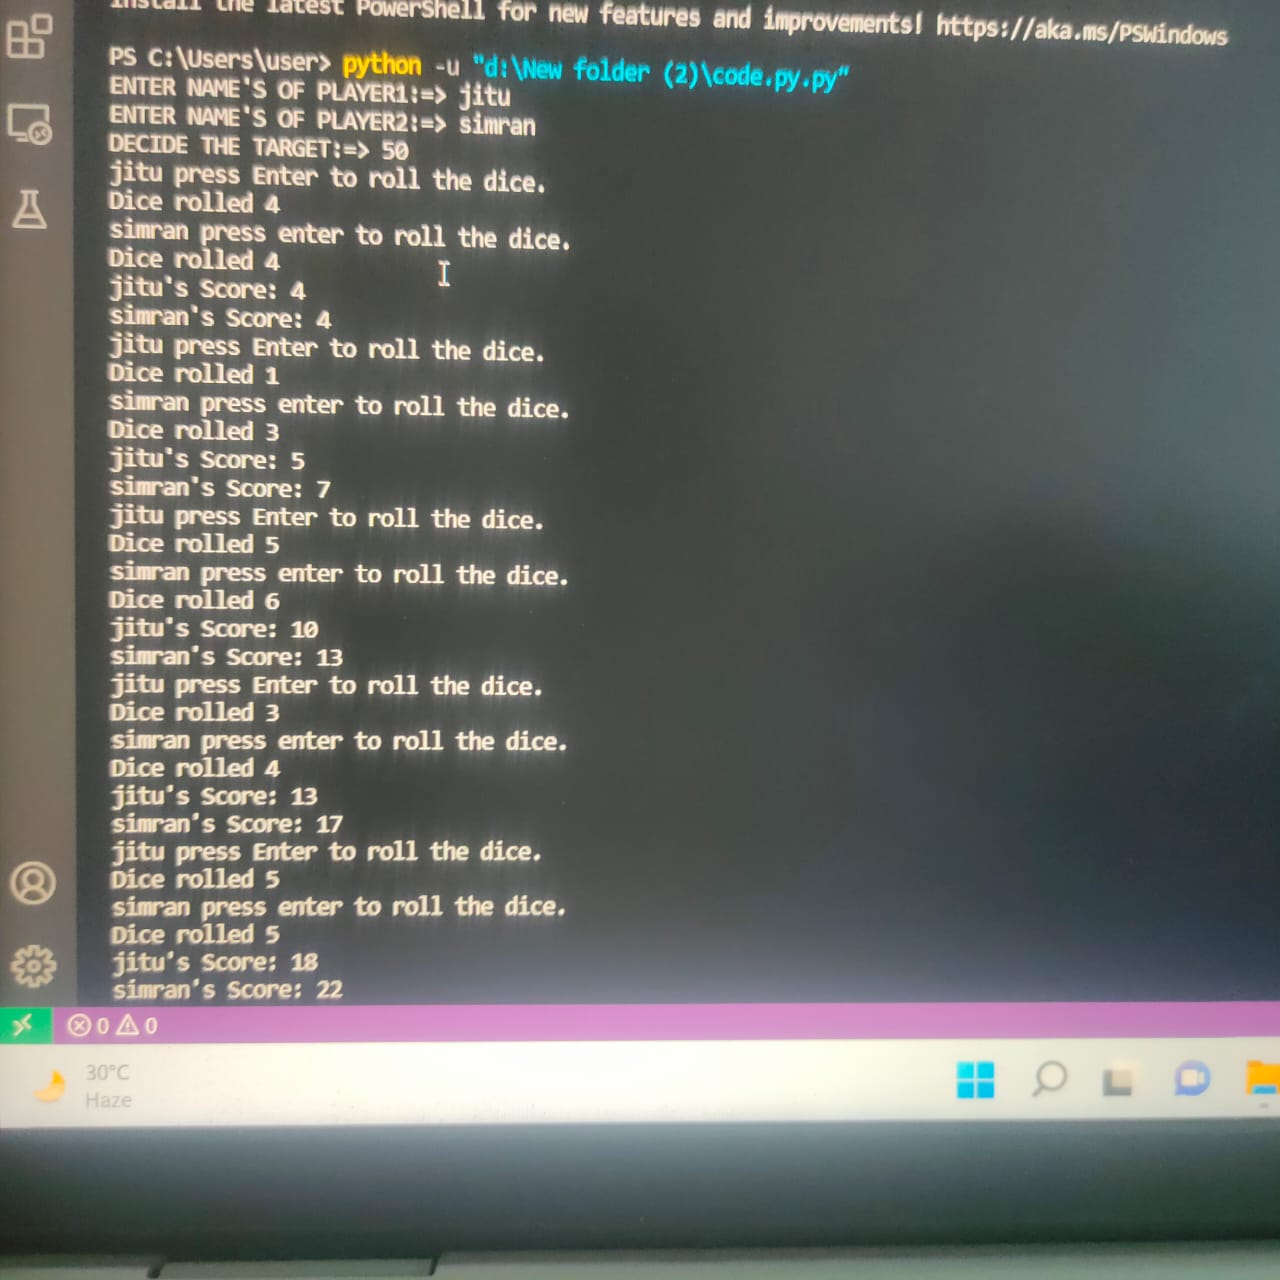 Install the latest PowerShell for new features and improvements! https://aka.ms/PSWindows
PS C:\Users\user> python -u "d:\New folder (2)\code.py.py"
ENTER NAME'S OF PLAYER1:=> jitu
ENTER NAME'S OF PLAYER2:=> simran
DECIDE THE TARGET:=> 50
jitu press Enter to roll the dice.
Dice rolled 4
simran press enter to roll the dice.
Dice rolled 4
jitu's Score: 4
simran's Score: 4
jitu press Enter to roll the dice.
Dice rolled 1
simran press enter to roll the dice.
Dice rolled 3
jitu's Score: 5
simran's Score: 7
jitu press Enter to roll the dice.
Dice rolled 5
simran press enter to roll the dice.
Dice rolled 6
jitu's Score: 10
simran's Score: 13
jitu press Enter to roll the dice.
Dice rolled 3
simran press enter to roll the dice.
Dice rolled 4
jitu's Score: 13
simran's Score: 17
jitu press Enter to roll the dice.
Dice rolled 5
simran press enter to roll the dice.
Dice rolled 5
jitu's Score: 18
simran's Score: 22
0 0
30°C
Haze